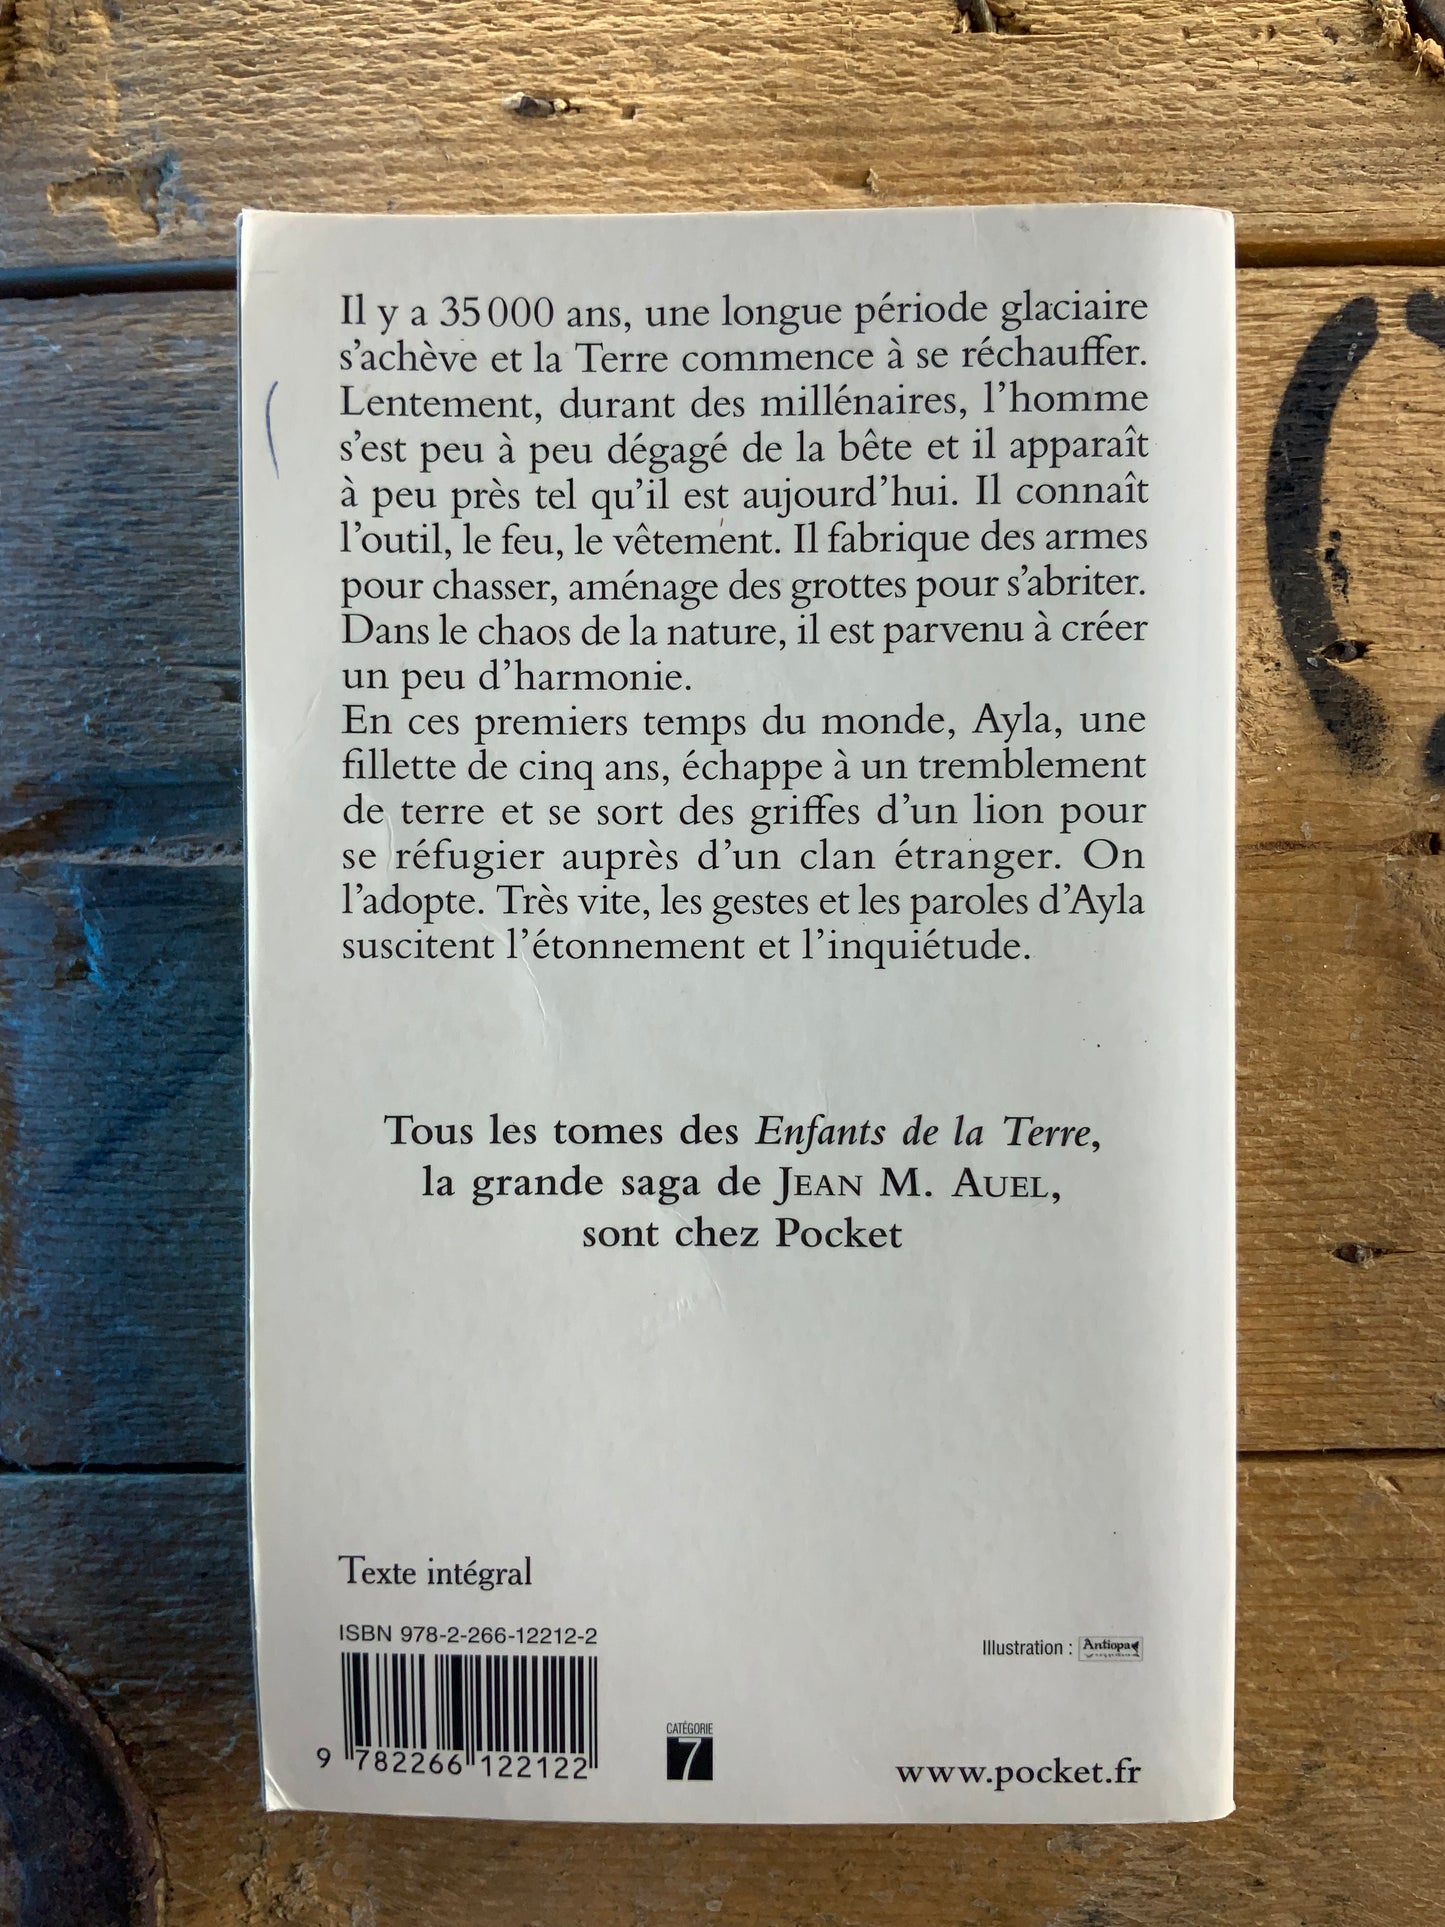 Il y a 35 000 ans, une longue période glaciaire
s'achève et la Terre commence à se réchauffer.
Lentement, durant des millénaires, l'homme
s'est peu à peu dégagé de la bête et il apparaît
à peu près tel qu'il est aujourd'hui. Il connaît
l'outil, le feu, le vêtement. Il fabrique des armes
pour chasser, aménage des grottes pour s'abriter.
Dans le chaos de la nature, il est parvenu à créer
un peu d'harmonie.
En ces premiers temps du monde, Ayla, une
fillette de cinq ans, échappe à un tremblement
de terre et se sort des griffes d'un lion pour
se réfugier auprès d'un clan étranger. On
l'adopte. Très vite, les gestes et les paroles d'Ayla
suscitent l'étonnement et l'inquiétude.
Tous les tomes des Enfants de la Terre,
la grande saga de JEAN M. AUEL,
sont chez Pocket
Texte intégral
ISBN 978-2-266-12212-2
9 782266 122122
CATÉGORIE
7
Illustration : Antiopa
www.pocket.fr